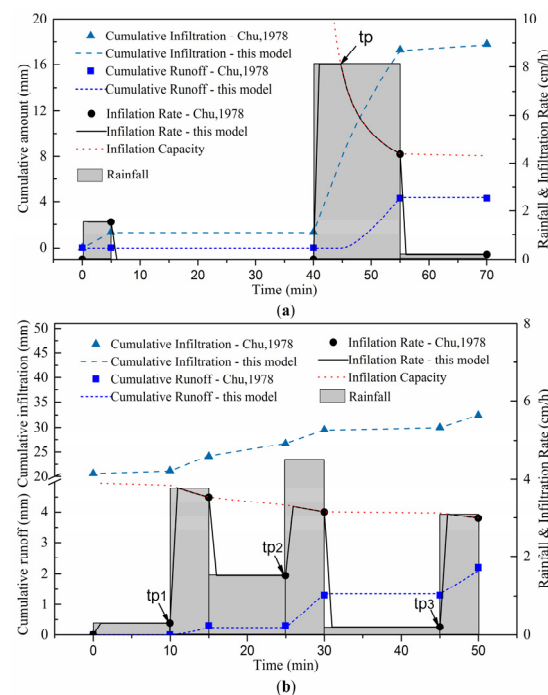 Cumulative Infiltration - Chu,1978
Cumulative Infiltration - this model
Cumulative Runoff - Chu,1978
Cumulative Runoff - this model
Infilation Rate - Chu,1978
Infilation Rate - this model
Infilation Capacity
Rainfall
tp
Cumulative amount (mm)
20
16
12
8
4
0
Rainfall & Infiltration Rate (cm/h)
10
8
6
4
2
0
0 10 20 30 40 50 60 70
Time (min)
(a)
Cumulative Infiltration - Chu,1978
Cumulative Infiltration - this model
Cumulative Runoff - Chu,1978
Cumulative Runoff - this model
Infilation Rate - Chu,1978
Infilation Rate - this model
Infilation Capacity
Rainfall
tp1
tp2
tp3
Cumulative infiltration (mm)
50
45
40
35
30
25
20
Cumulative runoff (mm)
4
3
2
1
0
Rainfall & Infiltration Rate (cm/h)
8
6
4
2
0
0 10 20 30 40 50
Time (min)
(b)